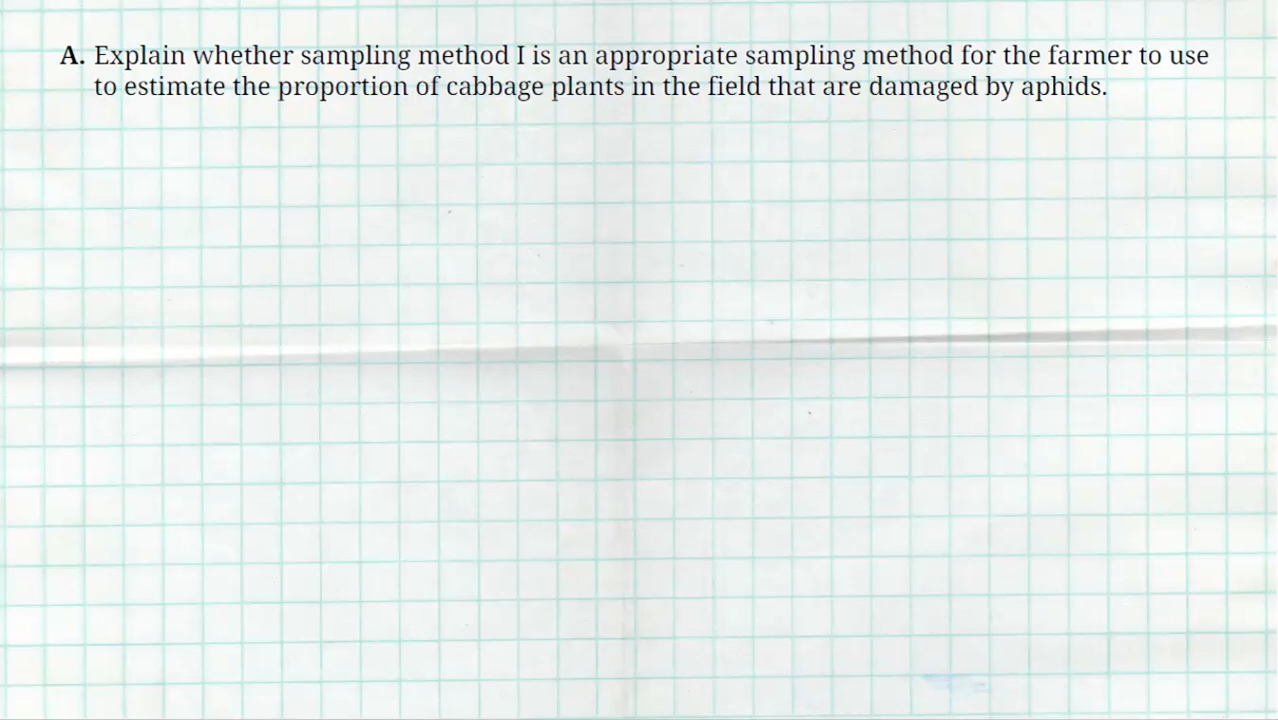 A. Explain whether sampling method I is an appropriate sampling method for the farmer to use
to estimate the proportion of cabbage plants in the field that are damaged by aphids.